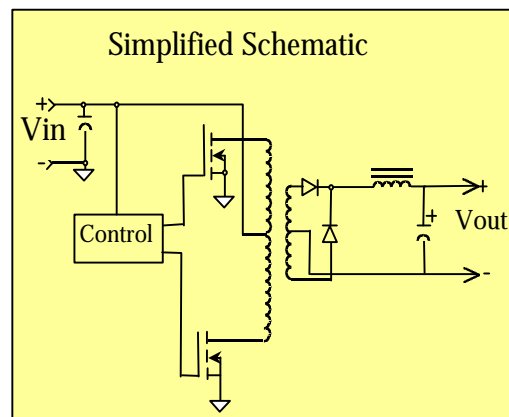 Simplified Schematic
+
Vin
-
Control
+
+
Vout
-